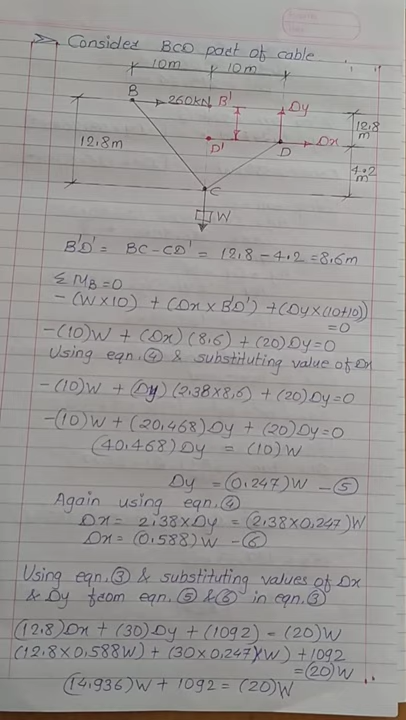 ⇒ Consider BCD part of cable
10m 10m
B 260kN B' Dy
12.8m
12.8m
D' D Dx
4.2m
C
W
B'D' = BC-CD' = 12.8-4.2 = 8.6m
ΣMB=0
-(W×10) + (Dx×B'D') + (Dy×(10+10)) =0
-(10)W + (Dx)(8.6) + (20)Dy=0
Using eqn.④ & substituting value of Dx
-(10)W + (Dy)(2.38×8.6) + (20)Dy=0
-(10)W + (20.468)Dy + (20)Dy=0
(40.468)Dy = (10)W
Dy = (0.247)W -⑤
Again using eqn.④
Dx = 2.38×Dy = (2.38×0.247)W
Dx = (0.588)W -⑥
Using eqn.③ & substituting values of Dx
& Dy from eqn.⑤ & ⑥ in eqn.③
(12.8)Dx + (30)Dy + (1092) = (20)W
(12.8×0.588W) + (30×0.247)(W) + 1092
= (20)W
(14.936)W + 1092 = (20)W